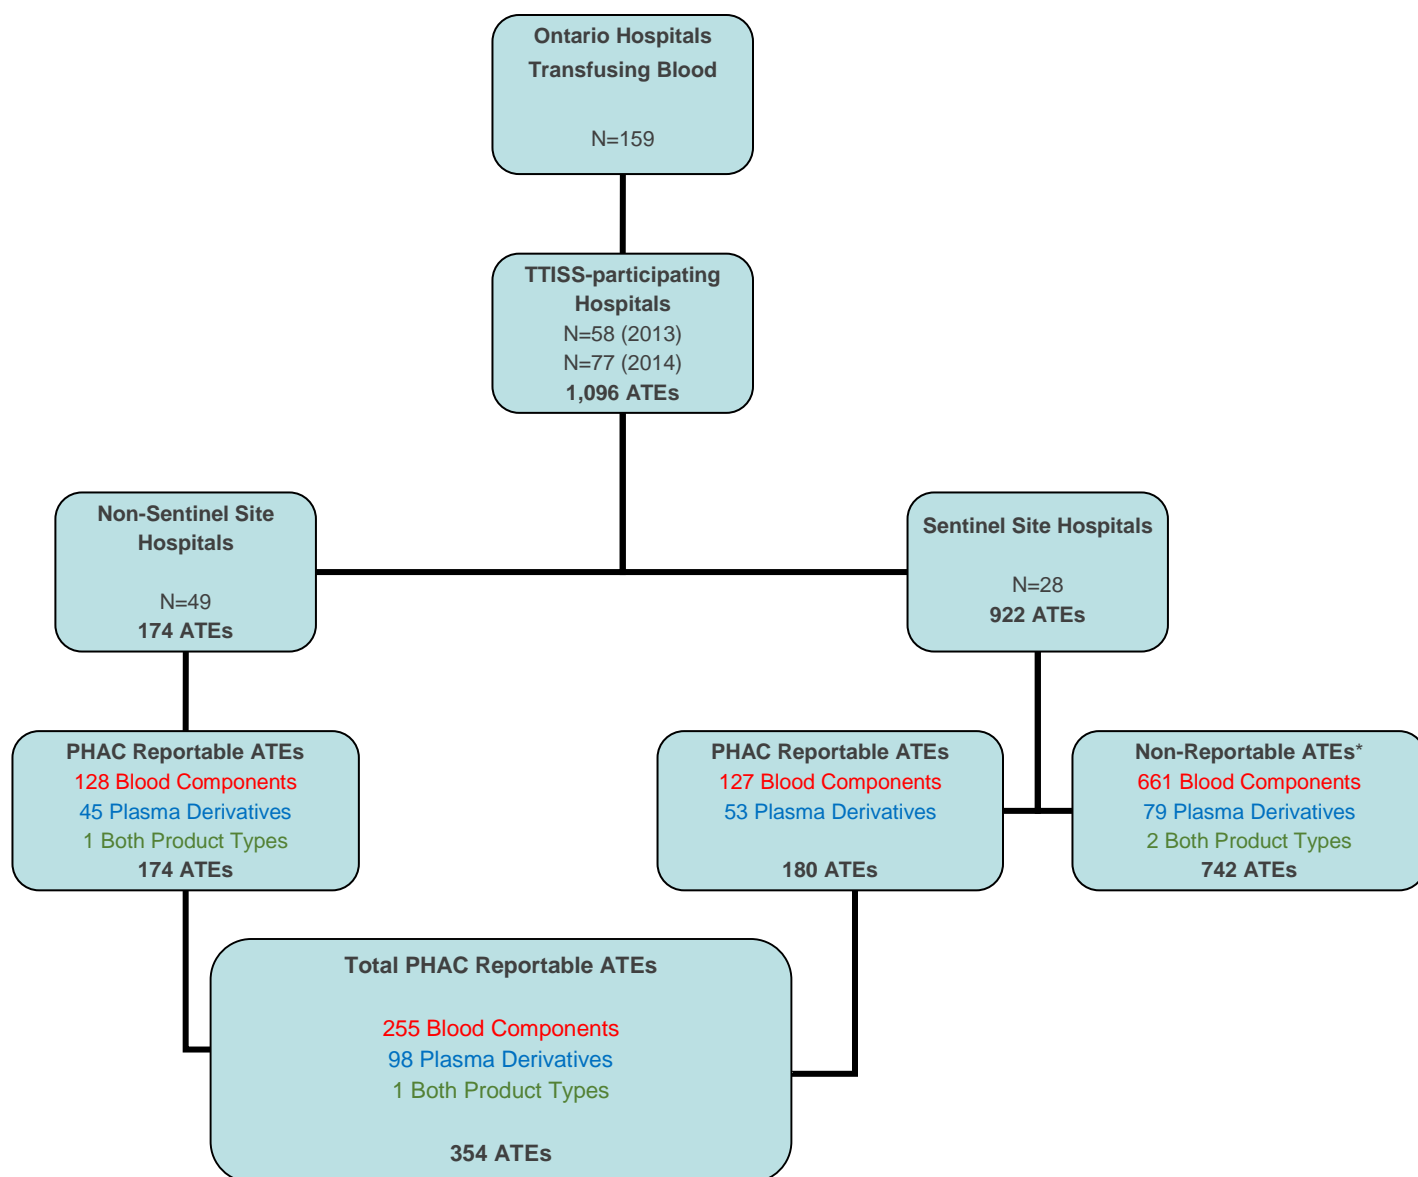 Ontario Hospitals
Transfusing Blood
N=159
TTISS-participating
Hospitals
N=58 (2013)
N=77 (2014)
1,096 ATEs
Non-Sentinel Site
Hospitals
N=49
174 ATEs
Sentinel Site Hospitals
N=28
922 ATEs
PHAC Reportable ATEs
128 Blood Components
45 Plasma Derivatives
1 Both Product Types
174 ATEs
PHAC Reportable ATEs
127 Blood Components
53 Plasma Derivatives
180 ATEs
Non-Reportable ATEs*
661 Blood Components
79 Plasma Derivatives
2 Both Product Types
742 ATEs
Total PHAC Reportable ATEs
255 Blood Components
98 Plasma Derivatives
1 Both Product Types
354 ATEs